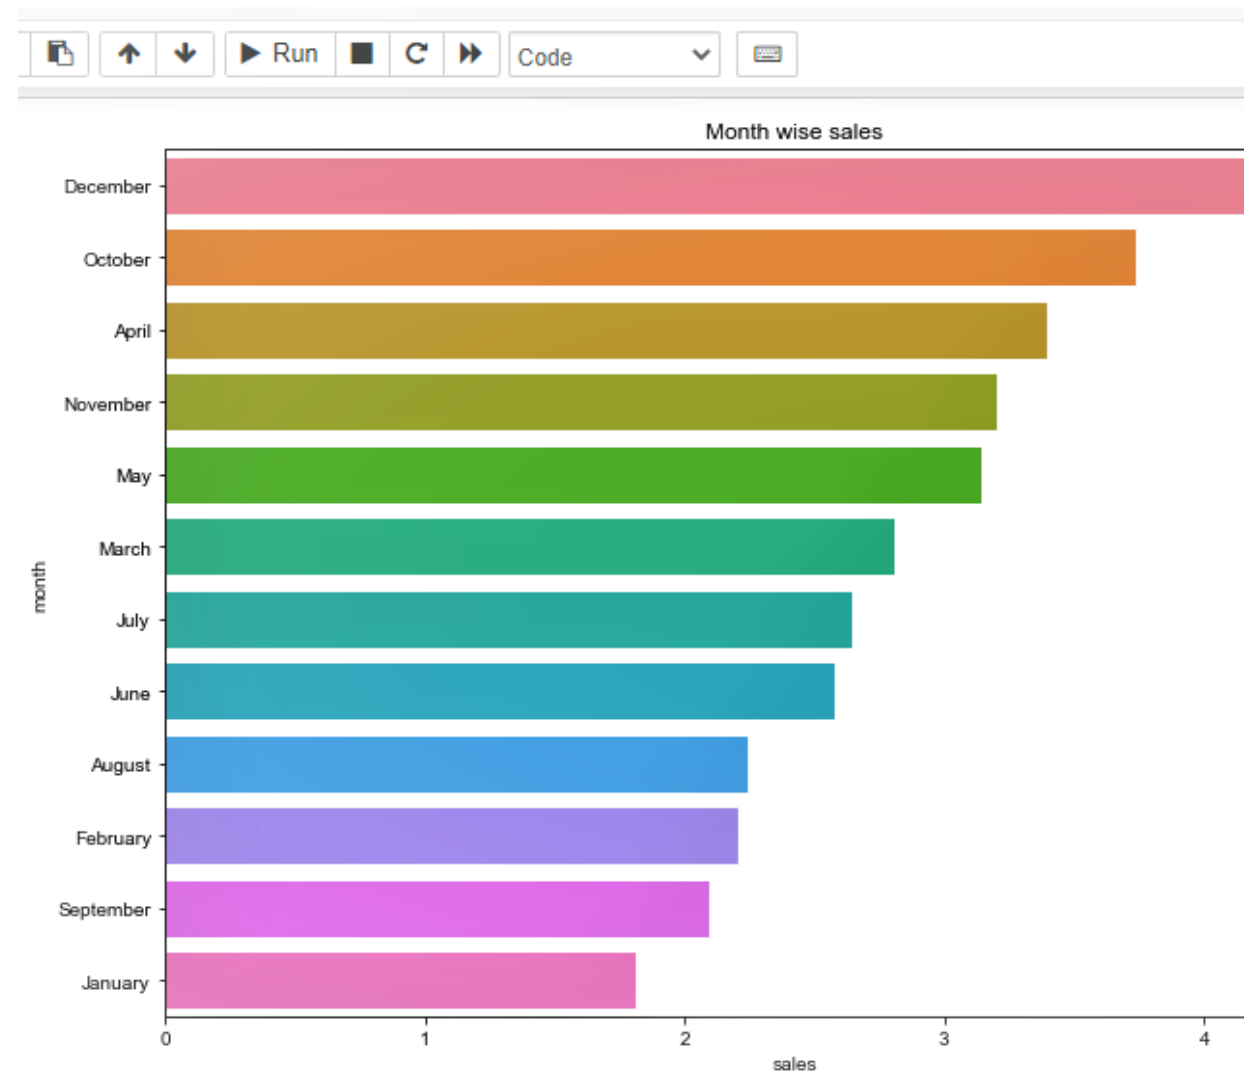 Run
Code
Month wise sales
December
October
April
November
May
March
month
July
June
August
February
September
January
0 1 2 3 4
sales